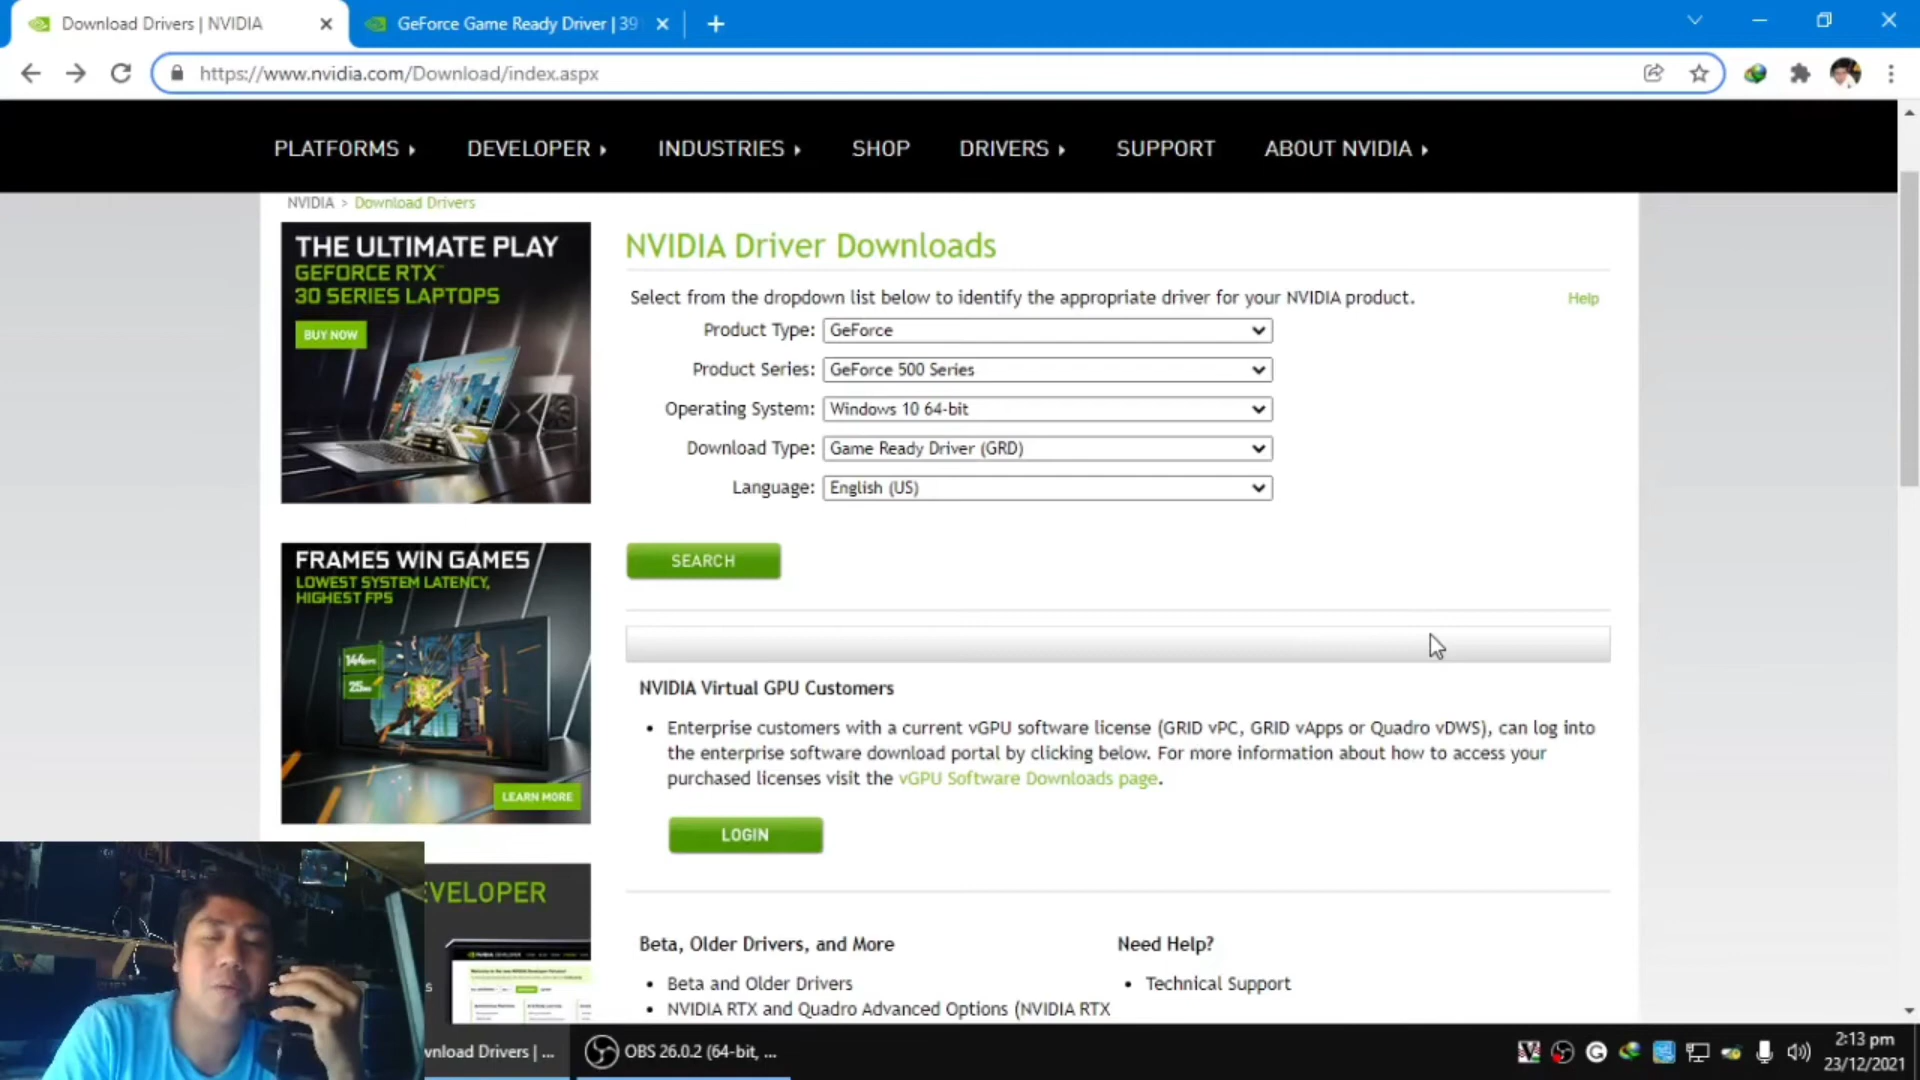 Download Drivers | NVIDIA
GeForce Game Ready Driver | 39
https://www.nvidia.com/Download/index.aspx
PLATFORMS
DEVELOPER
INDUSTRIES
SHOP
DRIVERS
SUPPORT
ABOUT NVIDIA
NVIDIA > Download Drivers
THE ULTIMATE PLAY
GEFORCE RTX™
30 SERIES LAPTOPS
BUY NOW
NVIDIA Driver Downloads
Select from the dropdown list below to identify the appropriate driver for your NVIDIA product.
Help
Product Type: GeForce
Product Series: GeForce 500 Series
Operating System: Windows 10 64-bit
Download Type: Game Ready Driver (GRD)
Language: English (US)
SEARCH
FRAMES WIN GAMES
LOWEST SYSTEM LATENCY,
HIGHEST FPS
LEARN MORE
NVIDIA Virtual GPU Customers
• Enterprise customers with a current vGPU software license (GRID vPC, GRID vApps or Quadro vDWS), can log into
the enterprise software download portal by clicking below. For more information about how to access your
purchased licenses visit the vGPU Software Downloads page.
LOGIN
EVELOPER
Beta, Older Drivers, and More
• Beta and Older Drivers
• NVIDIA RTX and Quadro Advanced Options (NVIDIA RTX
Need Help?
• Technical Support
vnload Drivers | ...
OBS 26.0.2 (64-bit, ...
2:13 pm
23/12/2021